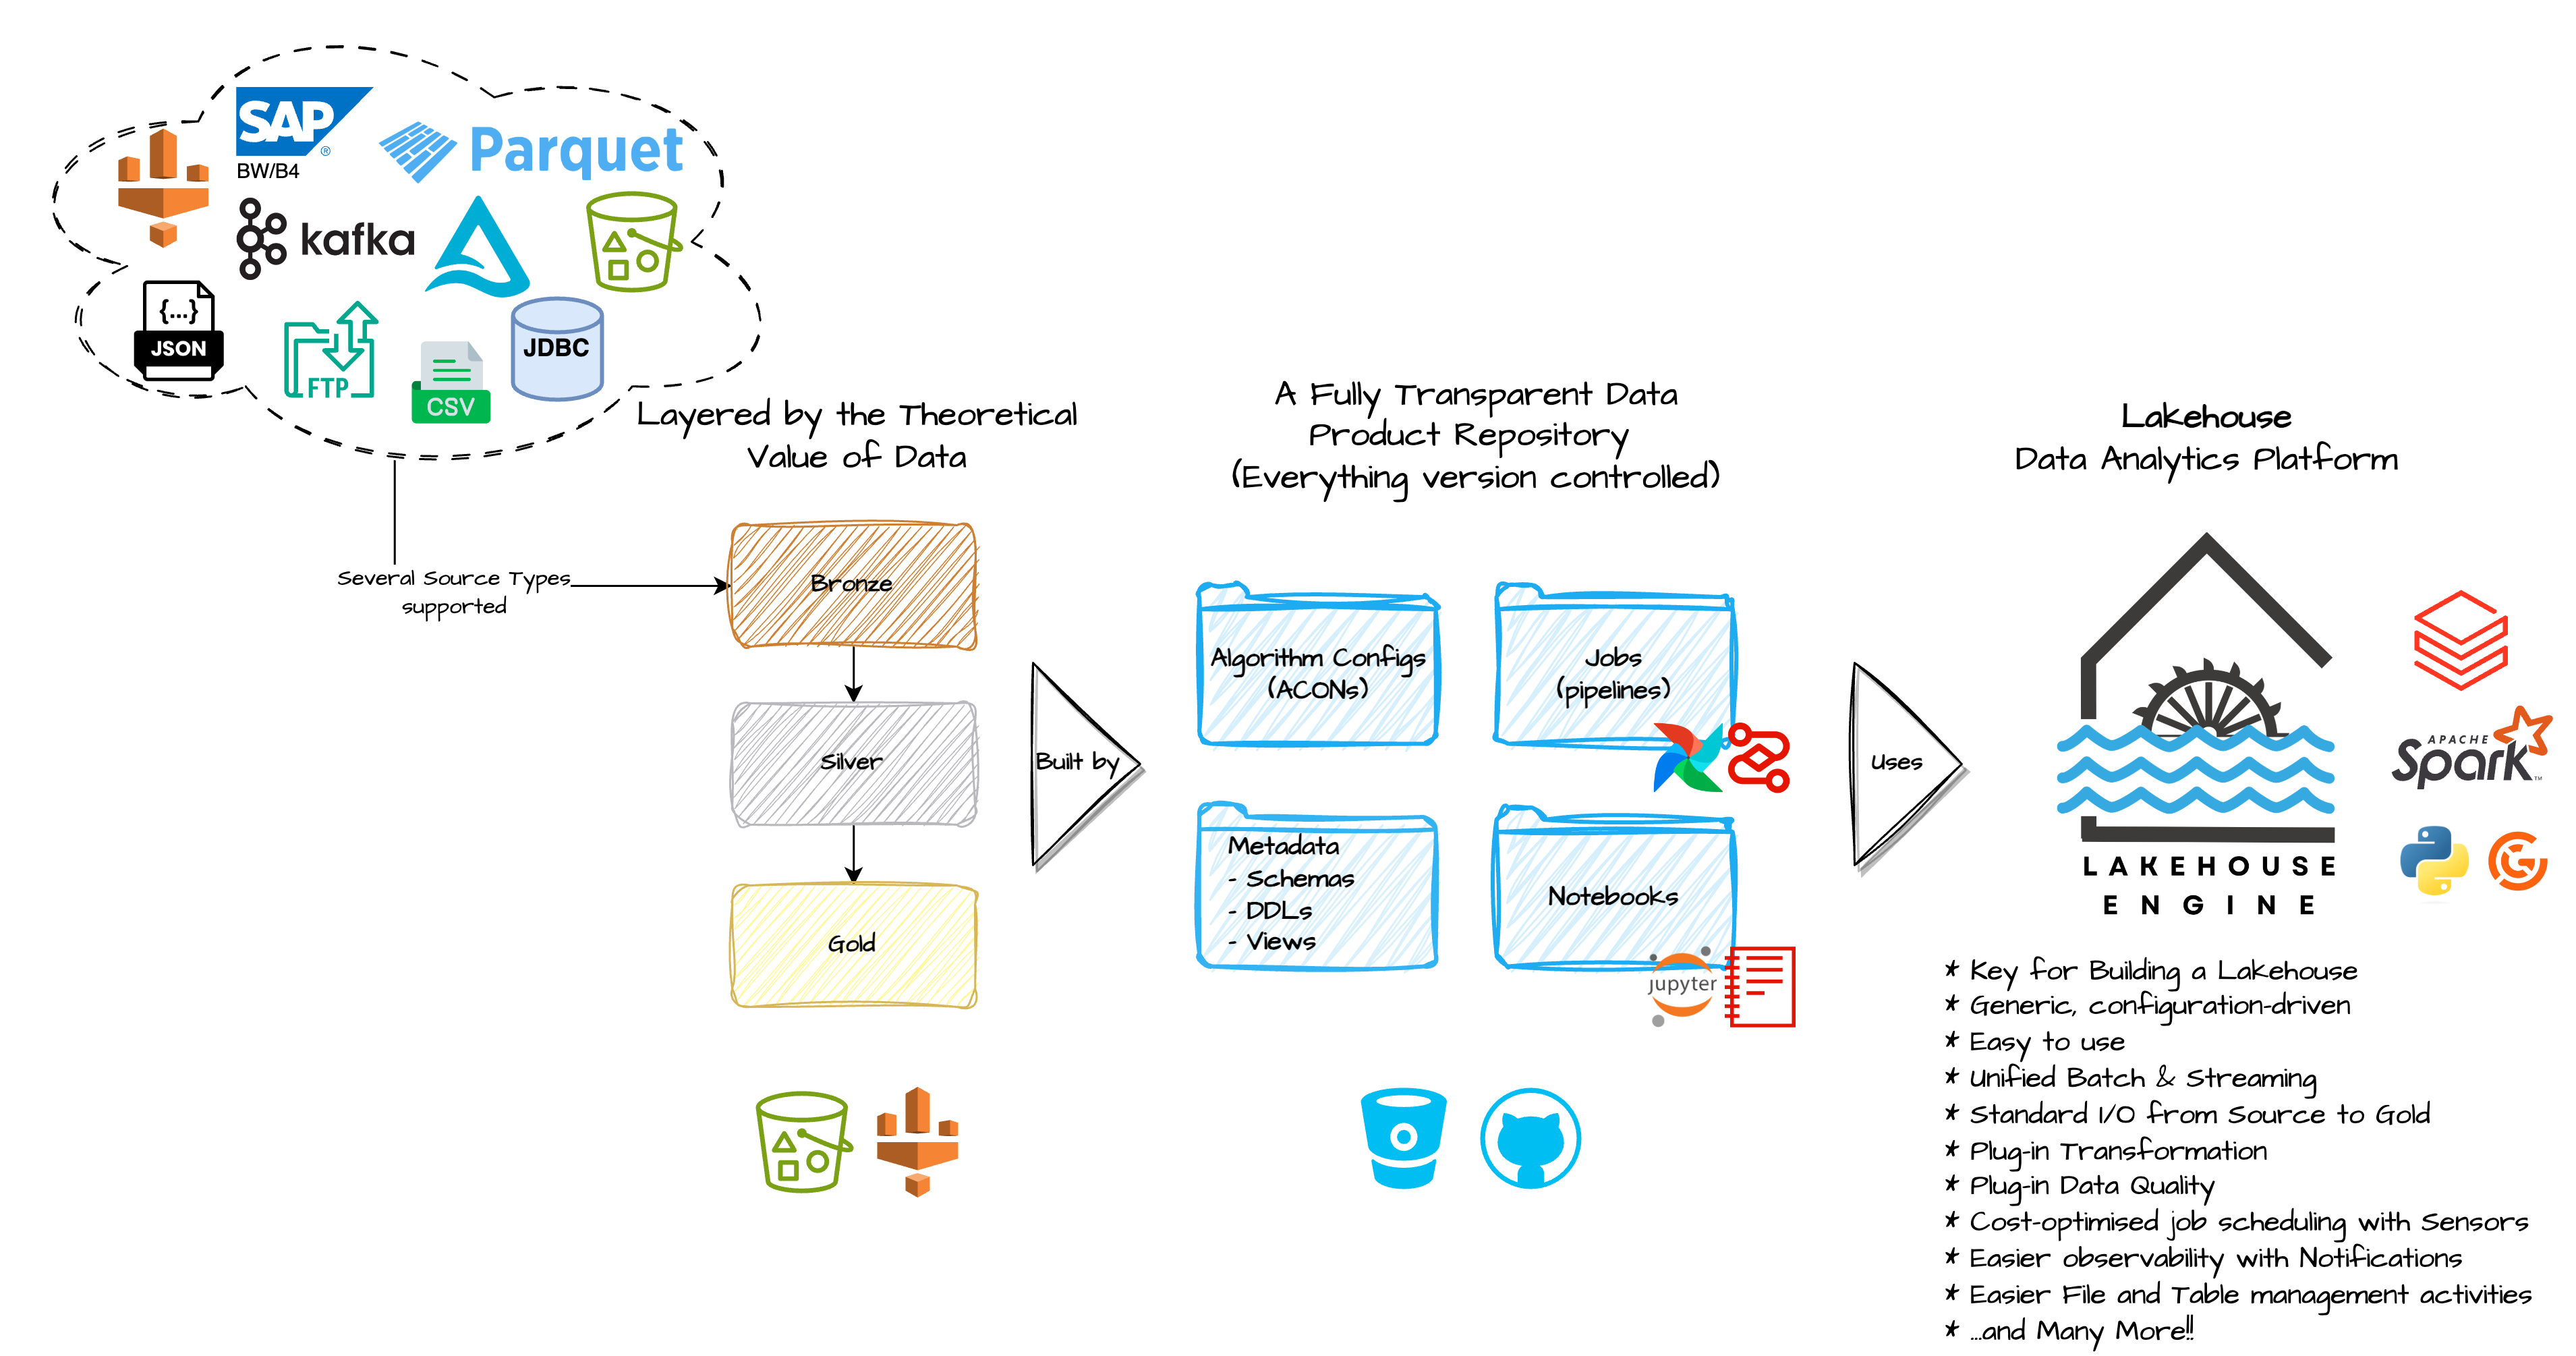 SAP
®
BW/B4
Parquet
kafka
{...}
JSON
FTP
CSV
JDBC
Several Source Types
supported
Layered by the Theoretical
Value of Data
Bronze
Silver
Gold
Built by
A Fully Transparent Data
Product Repository
(Everything version controlled)
Algorithm Configs
(ACONs)
Jobs
(pipelines)
Metadata
- Schemas
- DDLs
- Views
Notebooks
jupyter
Uses
Lakehouse
Data Analytics Platform
APACHE
Spark™
LAKEHOUSE
ENGINE
* Key for Building a Lakehouse
* Generic, configuration-driven
* Easy to use
* Unified Batch & Streaming
* Standard I/O from Source to Gold
* Plug-in Transformation
* Plug-in Data Quality
* Cost-optimised job scheduling with Sensors
* Easier observability with Notifications
* Easier File and Table management activities
* ...and Many More!!